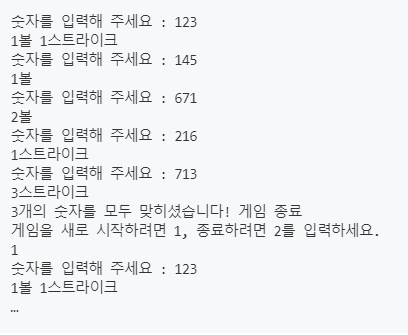 숫자를 입력해 주세요 : 123
1볼 1스트라이크
숫자를 입력해 주세요 : 145
1볼
숫자를 입력해 주세요 : 671
2볼
숫자를 입력해 주세요 : 216
1스트라이크
숫자를 입력해 주세요 : 713
3스트라이크
3개의 숫자를 모두 맞히셨습니다! 게임 종료
게임을 새로 시작하려면 1, 종료하려면 2를 입력하세요.
1
숫자를 입력해 주세요 : 123
1볼 1스트라이크
…